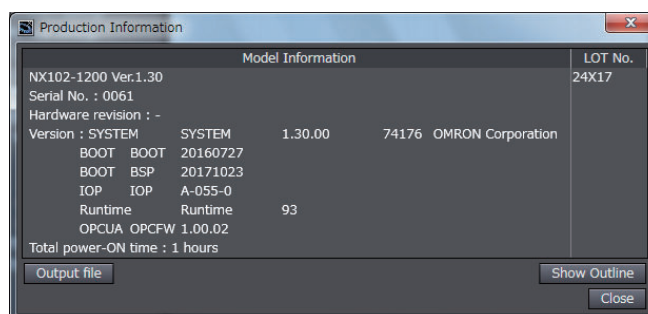 Production Information
Model Information LOT No.
NX102-1200 Ver.1.30 24X17
Serial No. : 0061
Hardware revision : -
Version : SYSTEM SYSTEM 1.30.00 74176 OMRON Corporation
BOOT BOOT 20160727
BOOT BSP 20171023
IOP IOP A-055-0
Runtime Runtime 93
OPCUA OPCFW 1.00.02
Total power-ON time : 1 hours
Output file Show Outline
Close